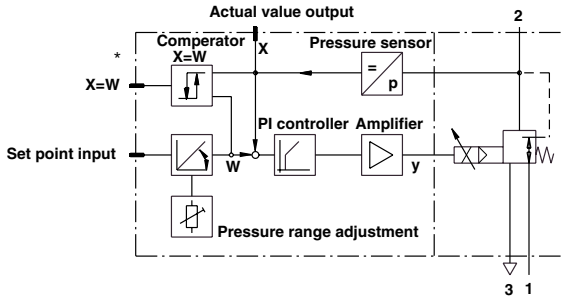 Actual value output
2
*
Comperator
X=W
X
Pressure sensor
X=W
=
p
PI controller
Amplifier
Set point input
W
y
Pressure range adjustment
3
1